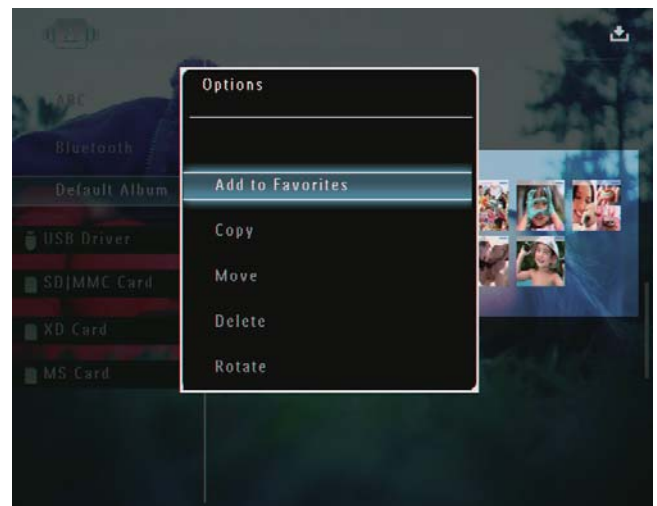 ABC
Bluetooth
Default Album
USB Driver
SD|MMC Card
XD Card
MS Card
Options
Add to Favorites
Copy
Move
Delete
Rotate